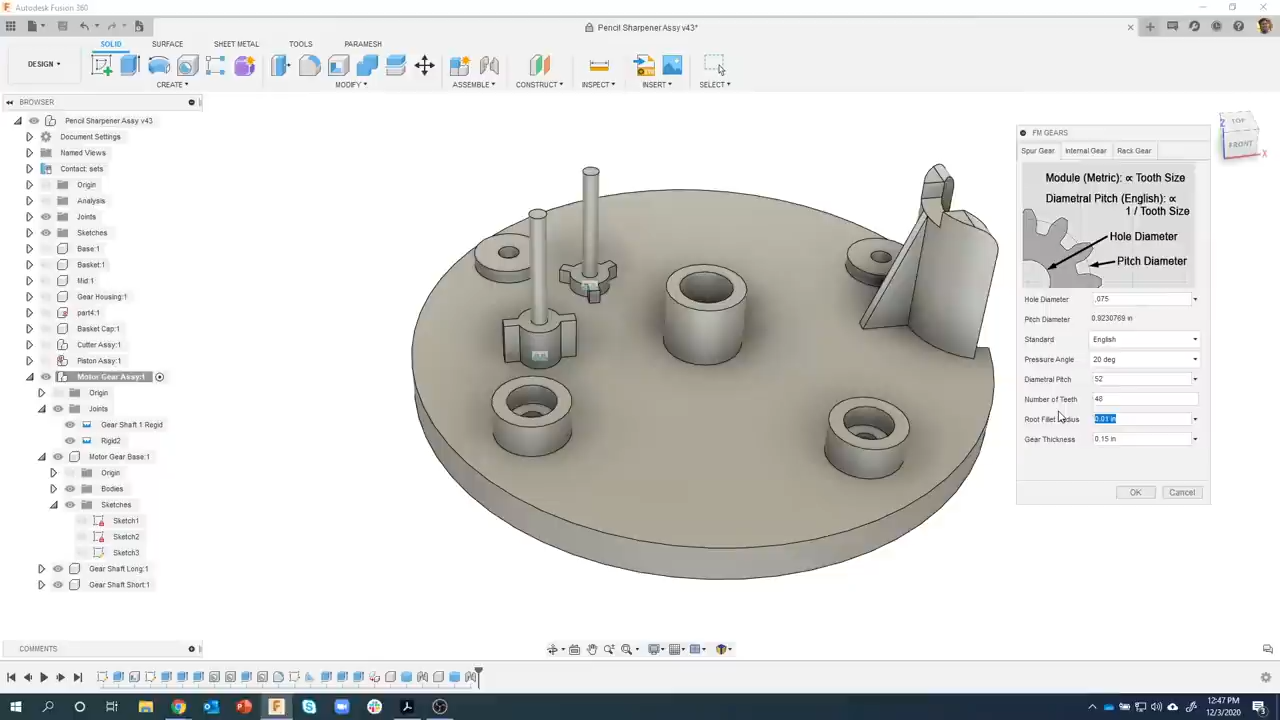 Autodesk Fusion 360
Pencil Sharpener Assy v43*
SOLID SURFACE SHEET METAL TOOLS PARAMESH
DESIGN
CREATE MODIFY ASSEMBLE CONSTRUCT INSPECT INSERT SELECT
BROWSER
Pencil Sharpener Assy v43
Document Settings
Named Views
Contact: sets
Origin
Analysis
Joints
Sketches
Base:1
Basket:1
Mid:1
Gear Housing:1
part4:1
Basket Cap:1
Cutter Assy:1
Piston Assy:1
Motor Gear Assy:1
Origin
Joints
Gear Shaft 1 Rigid
Rigid2
Motor Gear Base:1
Origin
Bodies
Sketches
Sketch1
Sketch2
Sketch3
Gear Shaft Long:1
Gear Shaft Short:1
FM GEARS
Spur Gear Internal Gear Rack Gear
Module (Metric): ∝ Tooth Size
Diametral Pitch (English): ∝
1 / Tooth Size
Hole Diameter
Pitch Diameter
Hole Diameter .075
Pitch Diameter 0.9230769 in
Standard English
Pressure Angle 20 deg
Diametral Pitch 52
Number of Teeth 48
Root Fillet Radius 0.01 in
Gear Thickness 0.15 in
OK Cancel
TOP
FRONT
Z
X
COMMENTS
12:47 PM
12/3/2020